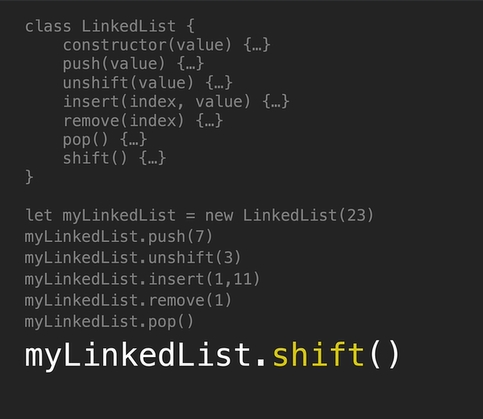 class LinkedList {
constructor(value) {…}
push(value) {…}
unshift(value) {…}
insert(index, value) {…}
remove(index) {…}
pop() {…}
shift() {…}
}
let myLinkedList = new LinkedList(23)
myLinkedList.push(7)
myLinkedList.unshift(3)
myLinkedList.insert(1,11)
myLinkedList.remove(1)
myLinkedList.pop()
myLinkedList.shift()